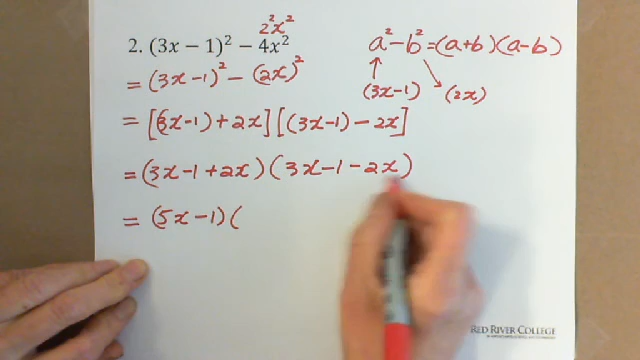 2²x²
2. (3x − 1)² − 4x²
a² − b² = (a+b)(a−b)
(3x−1) (2x)
= (3x−1)² − (2x)²
= [(3x−1)+2x][(3x−1)−2x]
= (3x−1+2x)(3x−1−2x)
= (5x−1)(
RED RIVER COLLEGE